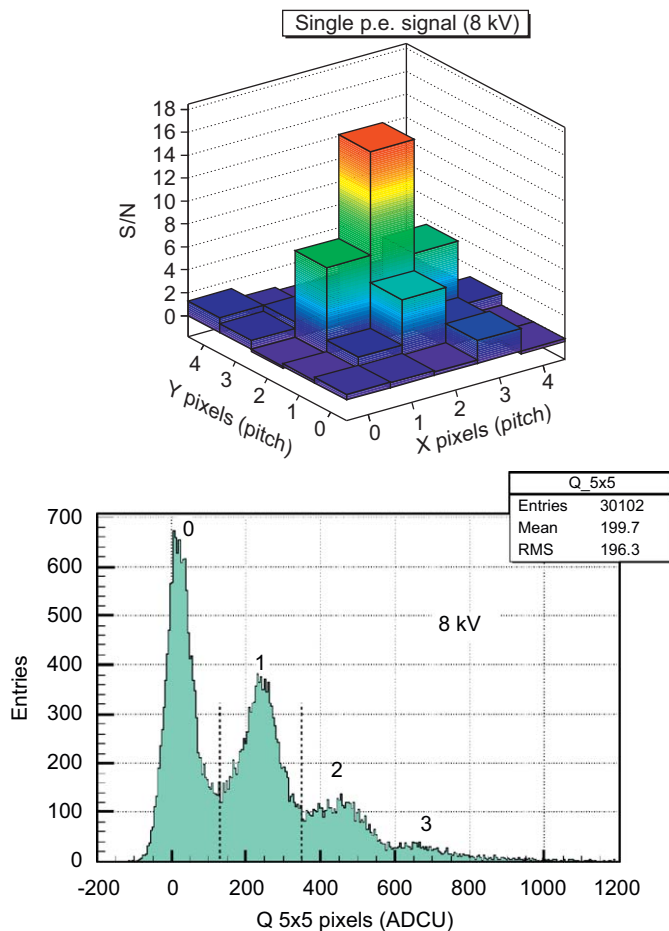 Single p.e. signal (8 kV)
18
16
14
12
10
8
6
4
2
0
S/N
4
3
2
1
0
Y pixels (pitch)
0
1
2
3
4
X pixels (pitch)
Q_5x5
Entries 30102
Mean 199.7
RMS 196.3
700
600
500
400
300
200
100
0
Entries
0
1
2
3
8 kV
-200 0 200 400 600 800 1000 1200
Q 5x5 pixels (ADCU)